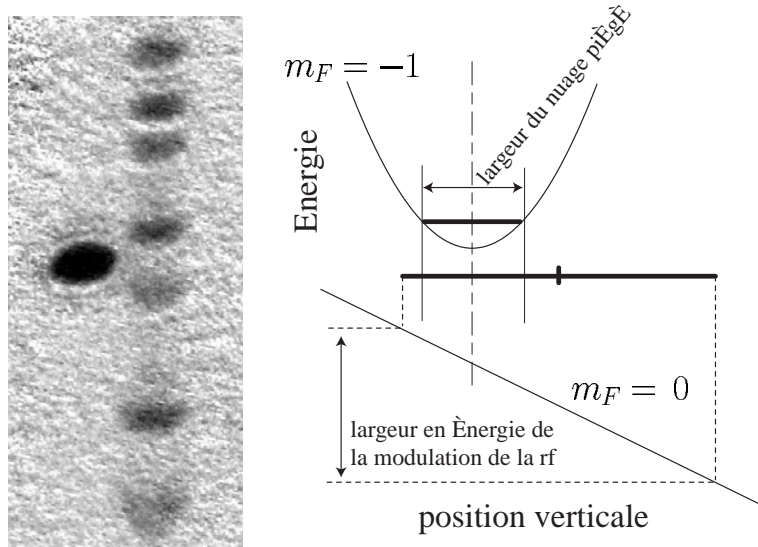 m_F = −1
largeur du nuage piÈgÈ
Energie
m_F = 0
largeur en Ènergie de
la modulation de la rf
position verticale